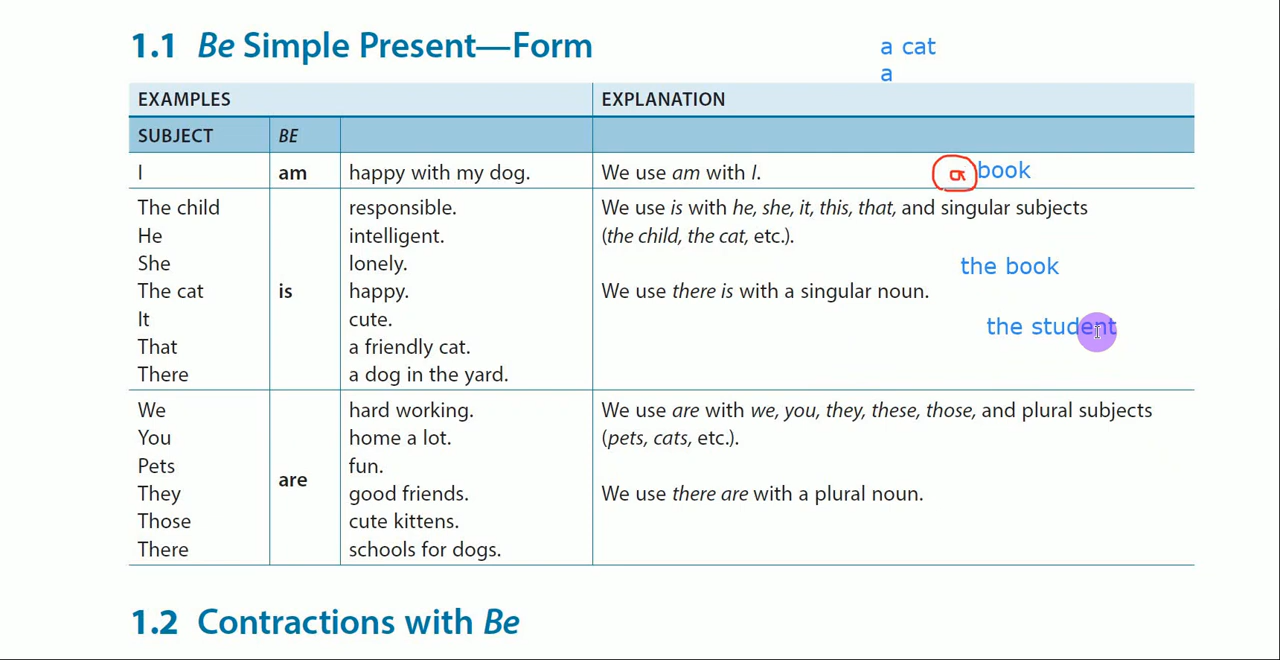 a cat
1.1 Be Simple Present—Form
a
EXAMPLES EXPLANATION
SUBJECT BE
I am happy with my dog. We use am with I. a book
The child responsible. We use is with he, she, it, this, that, and singular subjects
He intelligent. (the child, the cat, etc.).
She lonely. the book
The cat is happy. We use there is with a singular noun.
It cute. the student
That a friendly cat.
There a dog in the yard.
We hard working. We use are with we, you, they, these, those, and plural subjects
You home a lot. (pets, cats, etc.).
Pets fun.
are
They good friends. We use there are with a plural noun.
Those cute kittens.
There schools for dogs.
1.2 Contractions with Be